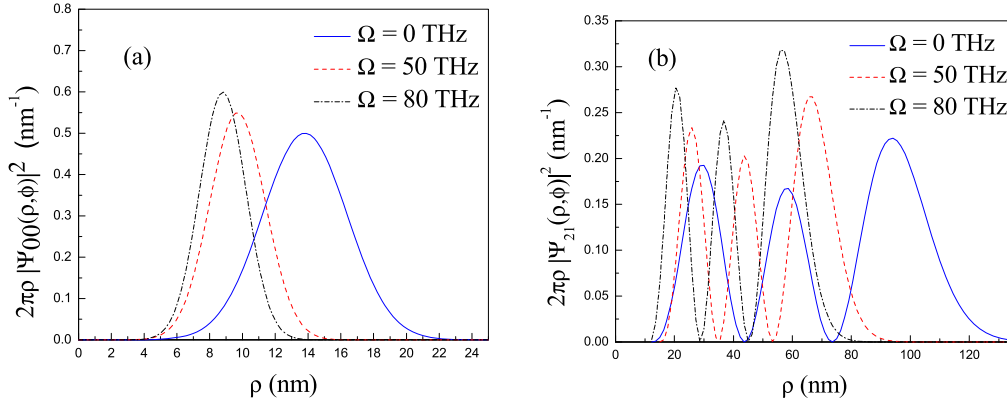 (a)
Ω = 0 THz
Ω = 50 THz
Ω = 80 THz
2πρ |Ψ00(ρ,ϕ)|² (nm⁻¹)
0.8
0.7
0.6
0.5
0.4
0.3
0.2
0.1
0.0
0 2 4 6 8 10 12 14 16 18 20 22 24
ρ (nm)
(b)
Ω = 0 THz
Ω = 50 THz
Ω = 80 THz
2πρ |Ψ₂₁(ρ,ϕ)|² (nm⁻¹)
0.35
0.30
0.25
0.20
0.15
0.10
0.05
0.00
0 20 40 60 80 100 120
ρ (nm)